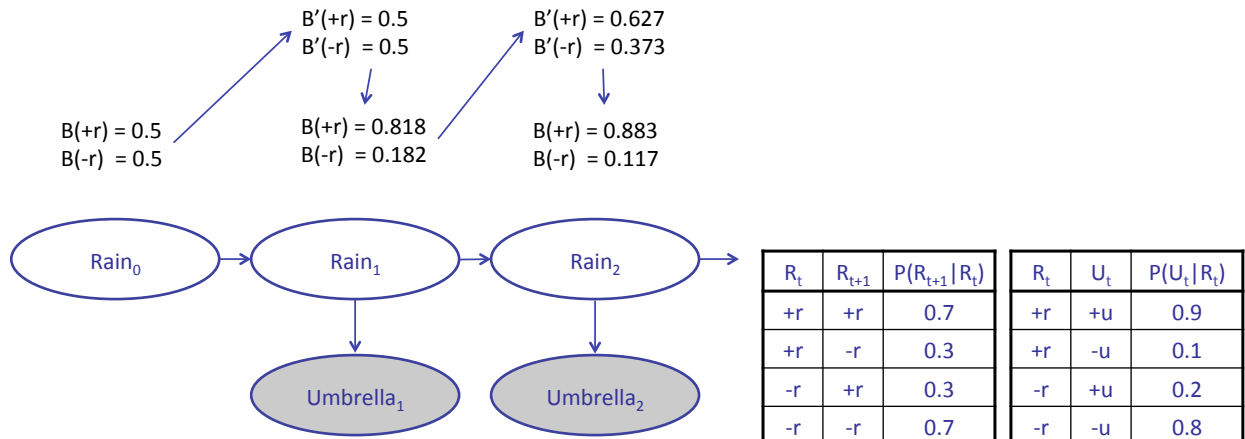 B'(+r) = 0.5
B'(-r) = 0.5
B'(+r) = 0.627
B'(-r) = 0.373
B(+r) = 0.5
B(-r) = 0.5
B(+r) = 0.818
B(-r) = 0.182
B(+r) = 0.883
B(-r) = 0.117
Rain₀
Rain₁
Rain₂
Umbrella₁
Umbrella₂
Rₜ Rₜ₊₁ P(Rₜ₊₁|Rₜ)
+r +r 0.7
+r -r 0.3
-r +r 0.3
-r -r 0.7
Rₜ Uₜ P(Uₜ|Rₜ)
+r +u 0.9
+r -u 0.1
-r +u 0.2
-r -u 0.8